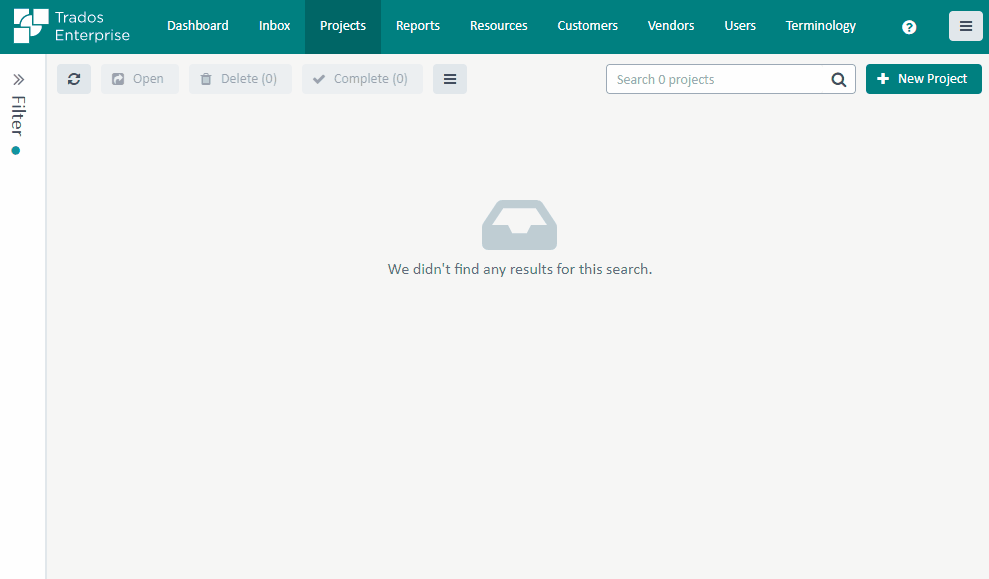 Trados
Enterprise
Dashboard Inbox Projects Reports Resources Customers Vendors Users Terminology
Open Delete (0) Complete (0) Search 0 projects New Project
Filter
We didn't find any results for this search.